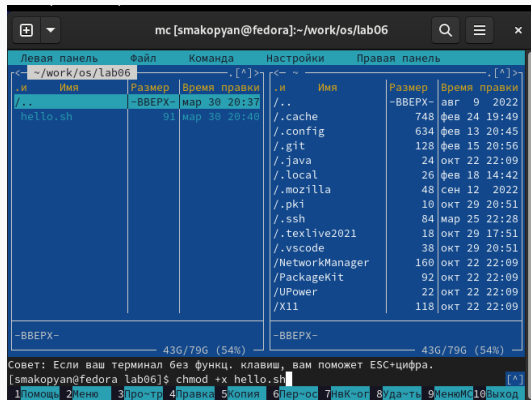 mc [smakopyan@fedora]:~/work/os/lab06
Левая панель Файл Команда Настройки Правая панель
~/work/os/lab06 .[^]> <— ~ .[^]>
.и Имя Размер Время правки .и Имя Размер Время правки
/.. -ВВЕРХ- мар 30 20:37 /.. -ВВЕРХ- авг 9 2022
hello.sh 91 мар 30 20:40 /.cache 748 фев 24 19:49
/.config 634 фев 13 20:45
/.git 128 фев 15 20:56
/.java 24 окт 22 22:09
/.local 26 фев 18 14:42
/.mozilla 48 сен 12 2022
/.pki 10 окт 29 20:51
/.ssh 84 мар 25 22:28
/.texlive2021 18 окт 29 17:51
/.vscode 38 окт 29 20:51
/NetworkManager 160 окт 22 22:09
/PackageKit 92 окт 22 22:09
/UPower 22 окт 22 22:09
/X11 118 окт 22 22:09
-ВВЕРХ- -ВВЕРХ-
43G/79G (54%) 43G/79G (54%)
Совет: Если ваш терминал без функц. клавиш, вам поможет ESC+цифра.
[smakopyan@fedora lab06]$ chmod +x hello.sh [^]
1Помощь 2Меню 3Про~тр 4Правка 5Копия 6Пер~ос 7НвК~ог 8Уда~ть 9МенюMC 10Выход